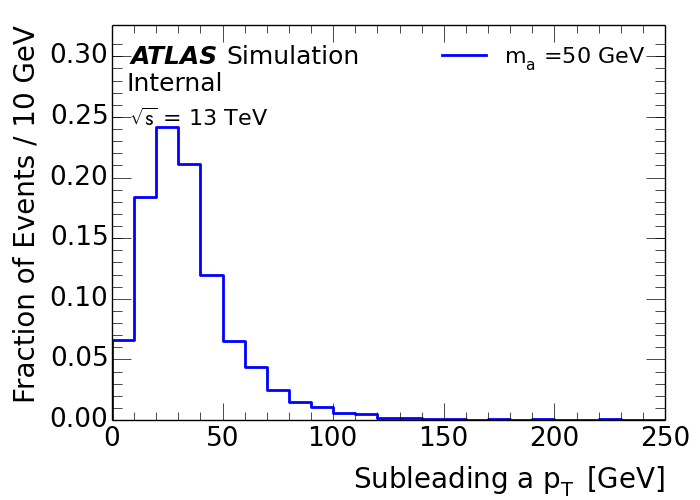 ATLAS Simulation
Internal
√s = 13 TeV
m_a =50 GeV
Fraction of Events / 10 GeV
0.30
0.25
0.20
0.15
0.10
0.05
0.00
0 50 100 150 200 250
Subleading a p_T [GeV]